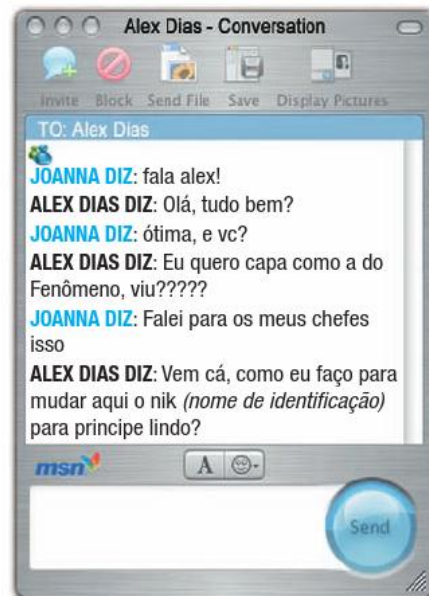 Alex Dias - Conversation
Invite Block Send File Save Display Pictures
TO: Alex Dias
JOANNA DIZ: fala alex!
ALEX DIAS DIZ: Olá, tudo bem?
JOANNA DIZ: ótima, e vc?
ALEX DIAS DIZ: Eu quero capa como a do
Fenômeno, viu?????
JOANNA DIZ: Falei para os meus chefes
isso
ALEX DIAS DIZ: Vem cá, como eu faço para
mudar aqui o nik (nome de identificação)
para principe lindo?
msn
A
Send